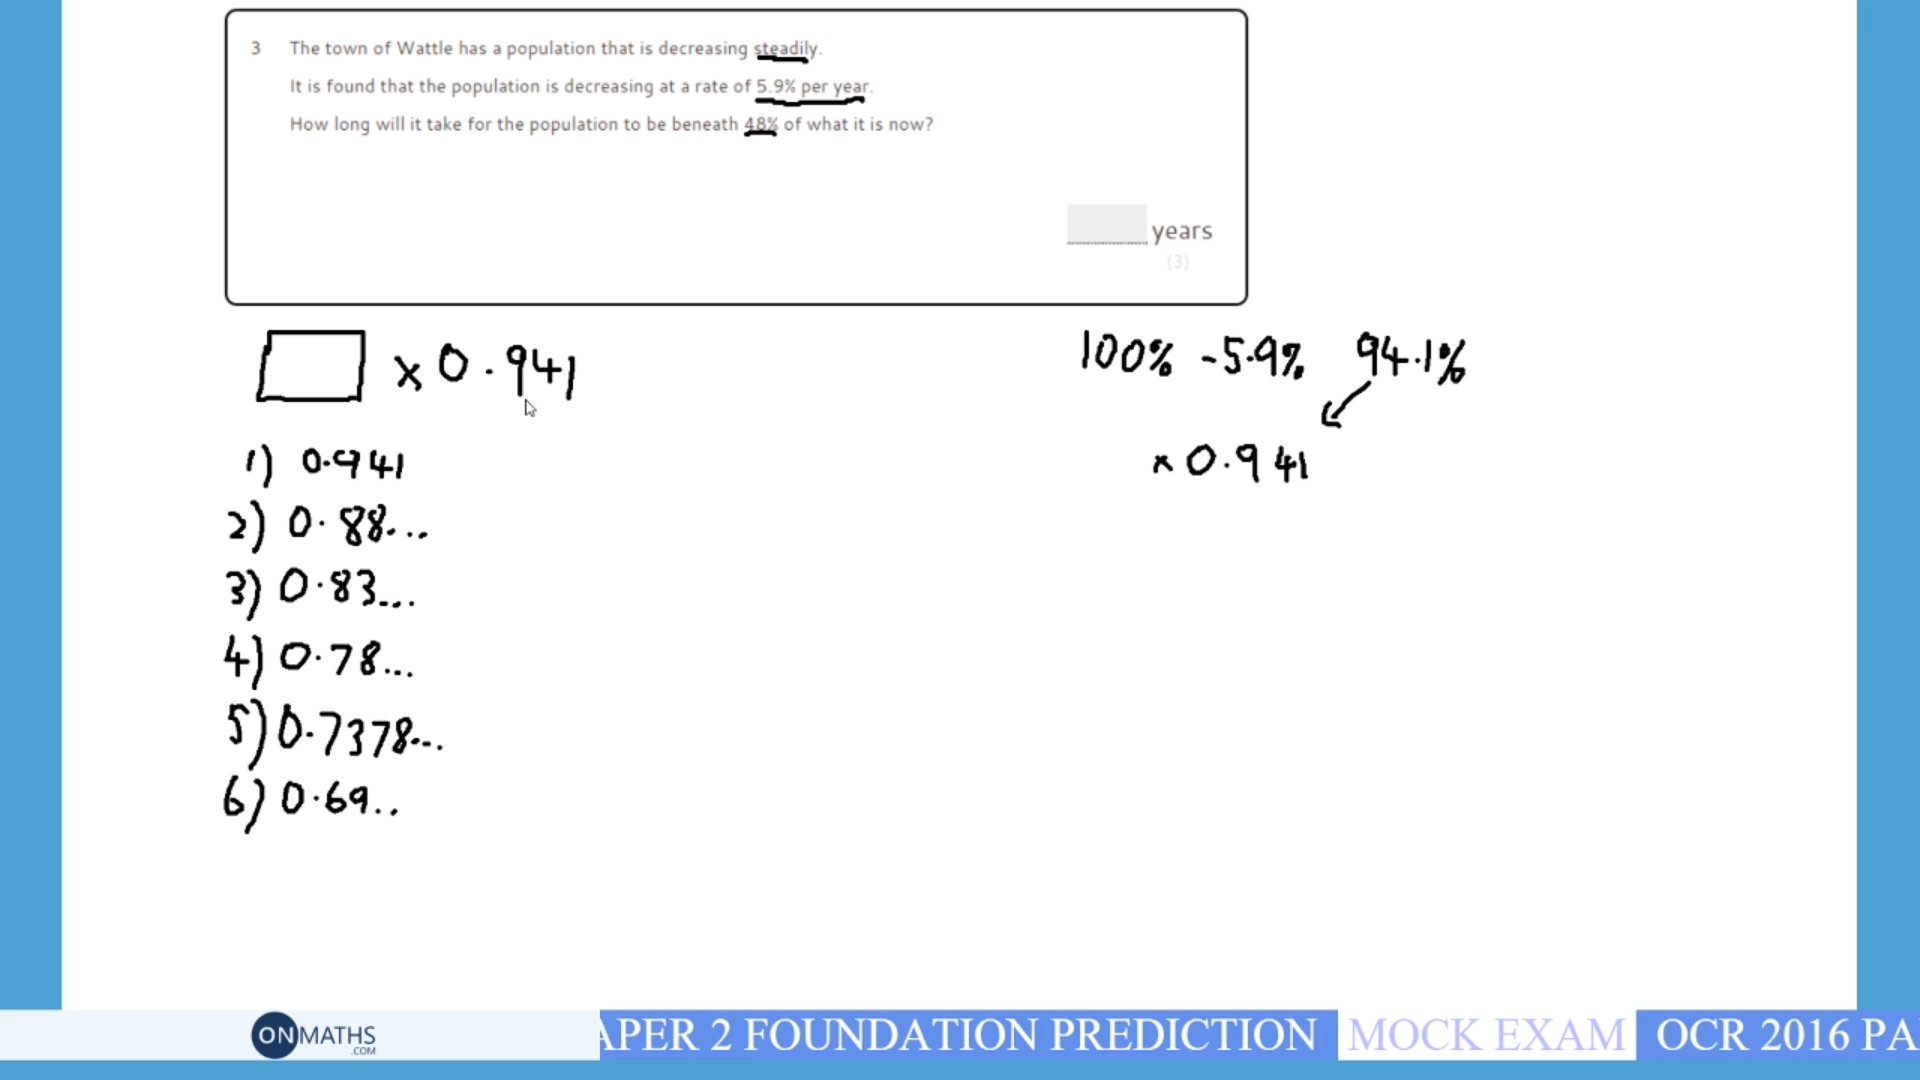 3 The town of Wattle has a population that is decreasing steadily.
It is found that the population is decreasing at a rate of 5.9% per year.
How long will it take for the population to be beneath 48% of what it is now?
years
(3)
× 0.941
100% -5.9% 94.1%
× 0.941
1) 0.941
2) 0.88...
3) 0.83...
4) 0.78...
5) 0.7378...
6) 0.69..
ONMATHS
.COM
APER 2 FOUNDATION PREDICTION MOCK EXAM OCR 2016 PA